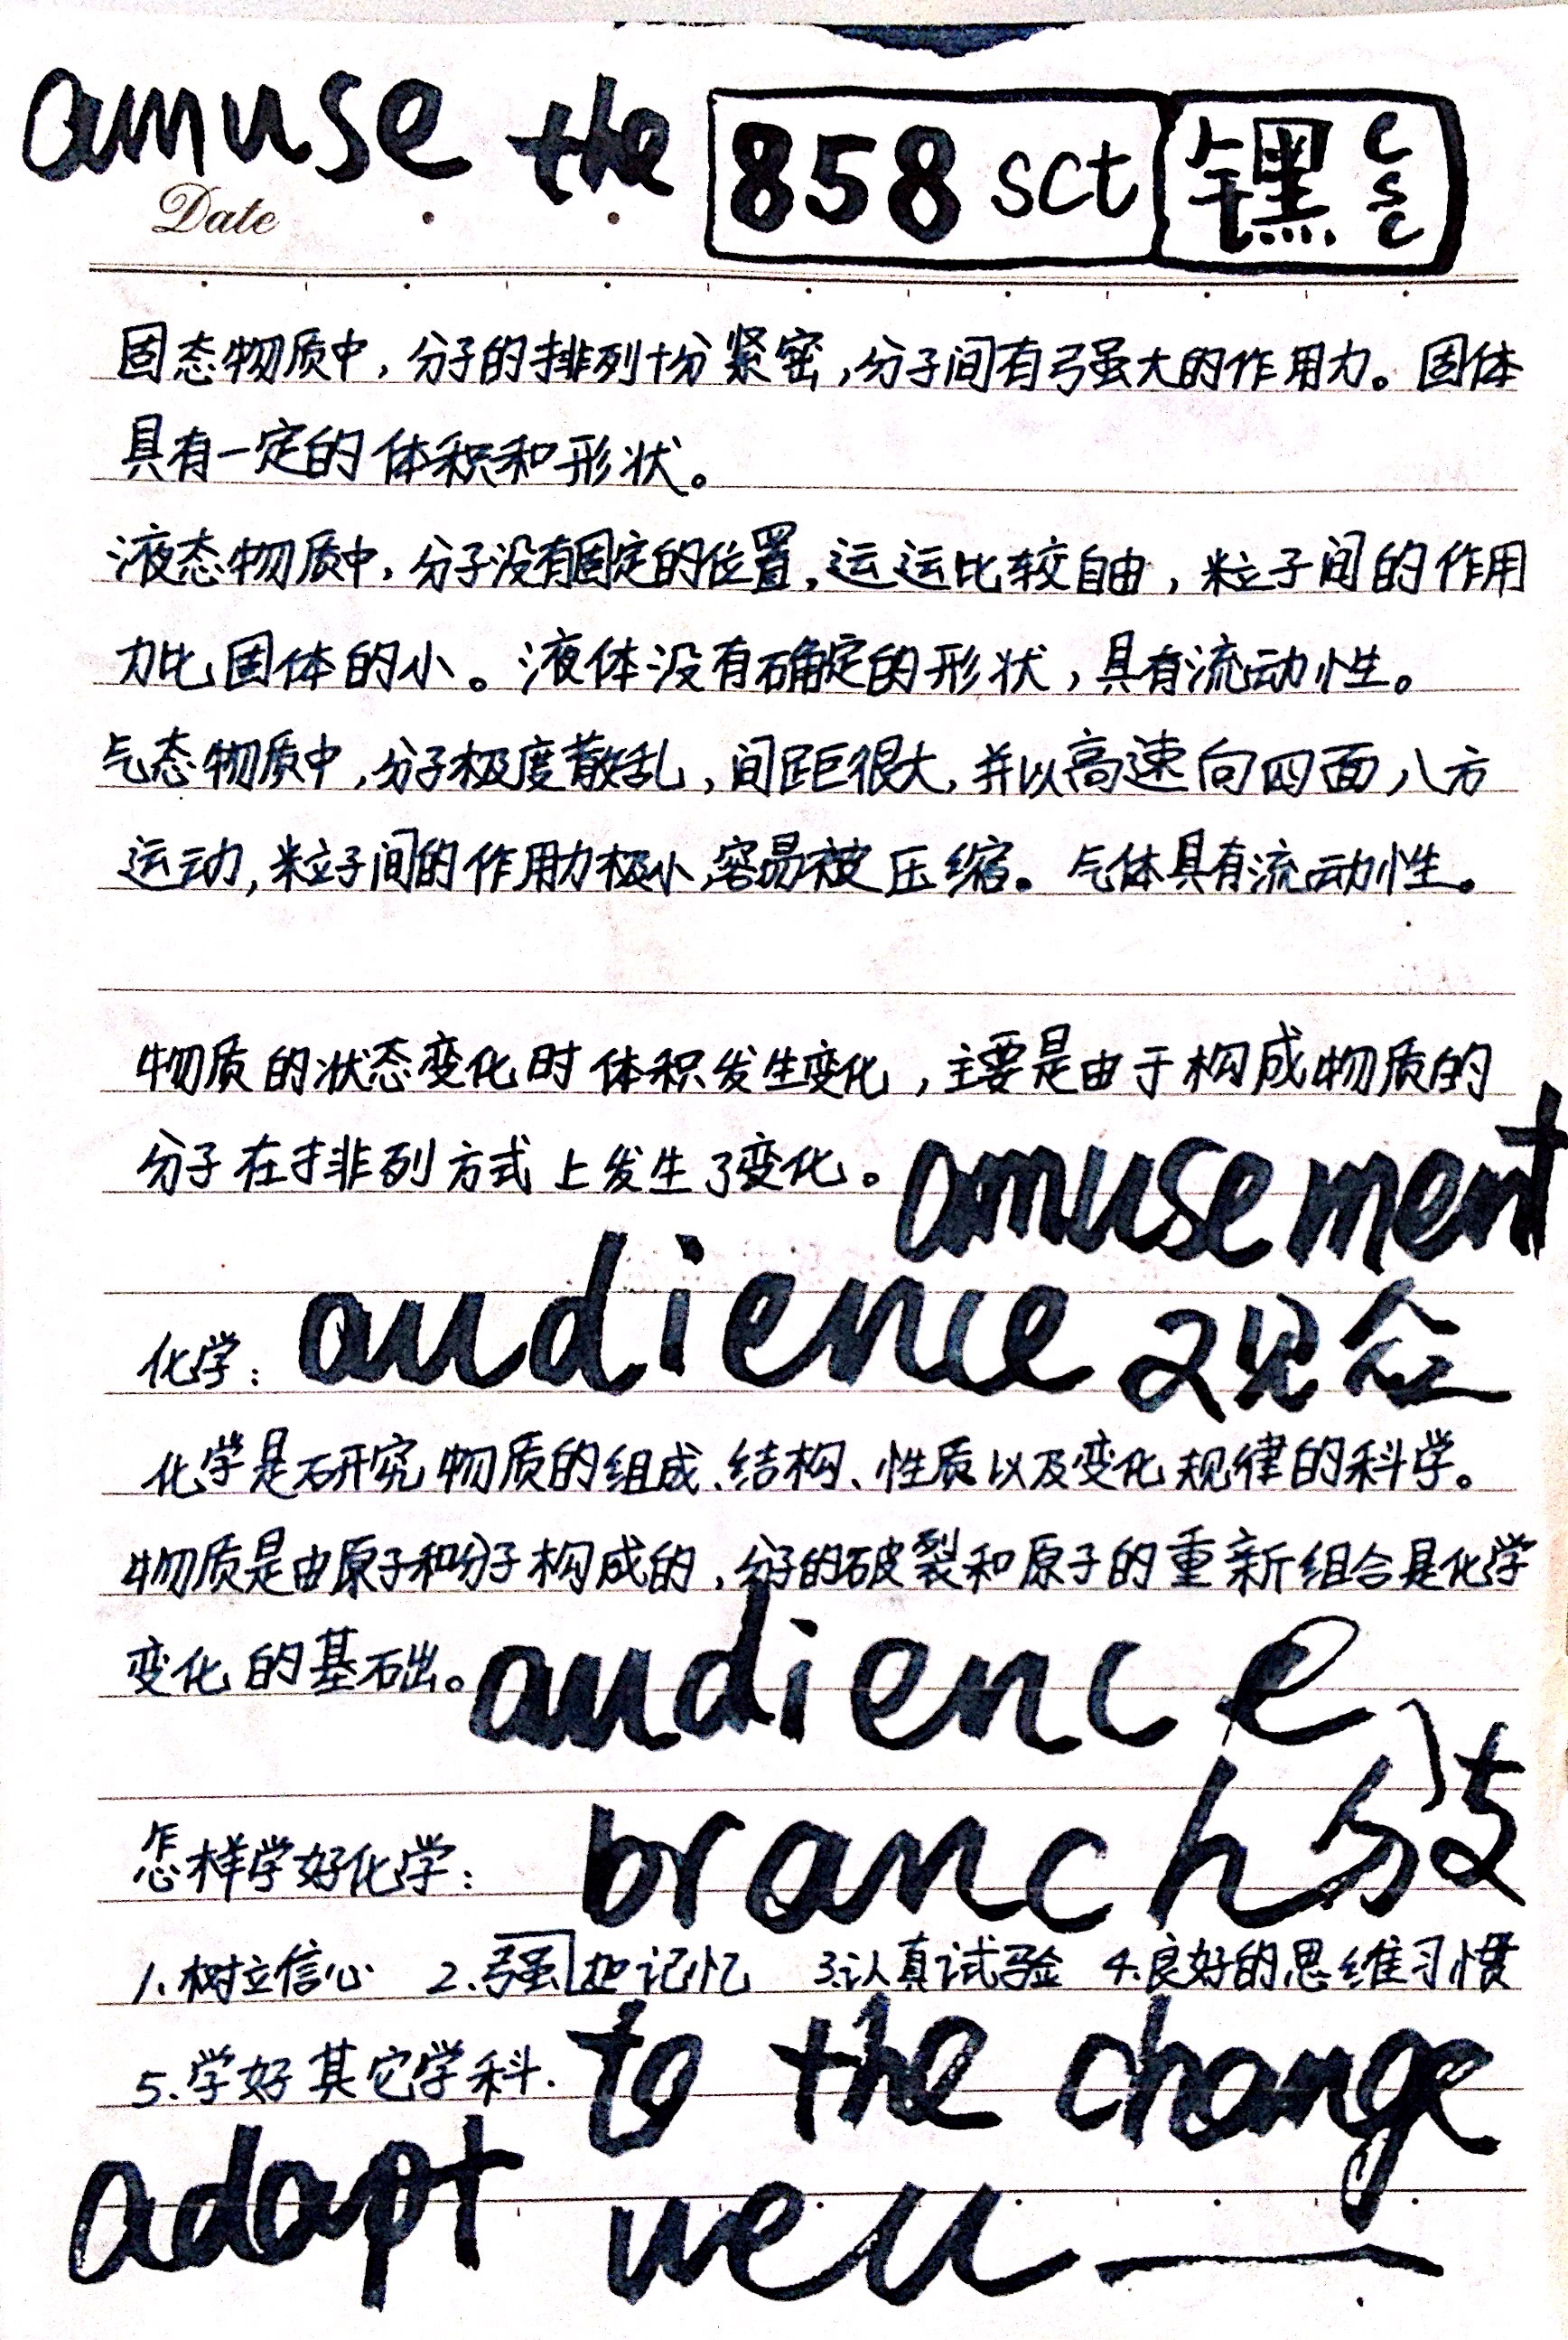 amuse the 858 sct 镙 csc
Date
固态物质中,分子的排列十分紧密,分子间有强大的作用力。固体
具有一定的体积和形状。
液态物质中,分子没有固定的位置,运运比较自由,粒子间的作用
力比固体的小。液体没有确定的形状,具有流动性。
气态物质中,分子极度散乱,间距很大,并以高速向四面八方
运动,粒子间的作用力极小,容易被压缩。气体具有流动性。
物质的状态变化时体积发生变化,主要是由于构成物质的
分子在排列方式上发生了变化。amusement
化学: audience 观众
化学是研究物质的组成、结构、性质以及变化规律的科学。
物质是由原子和分子构成的,分子的破裂和原子的重新组合是化学
变化的基础。audience
怎样学好化学: branch 分支
1.树立信心 2.强化记忆 3.认真试验 4.良好的思维习惯
5.学好其它学科. to the change
adapt well